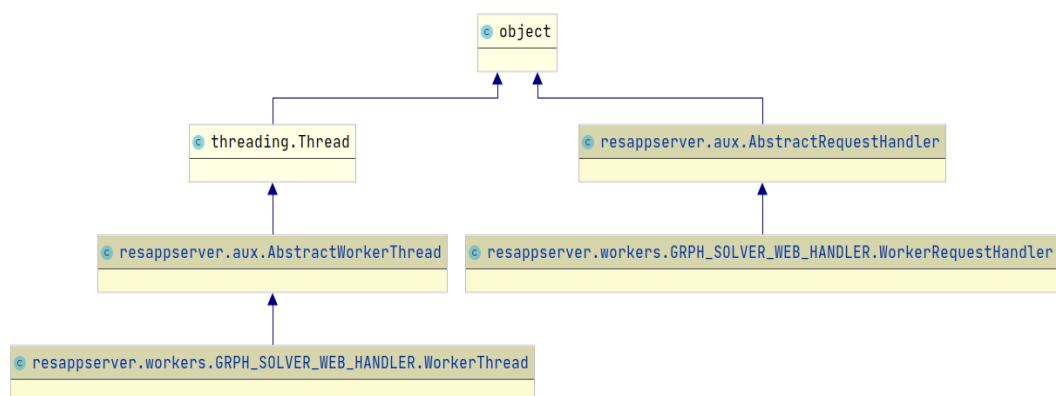 c object
c threading.Thread
c resappserver.aux.AbstractRequestHandler
c resappserver.aux.AbstractWorkerThread
c resappserver.workers.GRPH_SOLVER_WEB_HANDLER.WorkerRequestHandler
c resappserver.workers.GRPH_SOLVER_WEB_HANDLER.WorkerThread